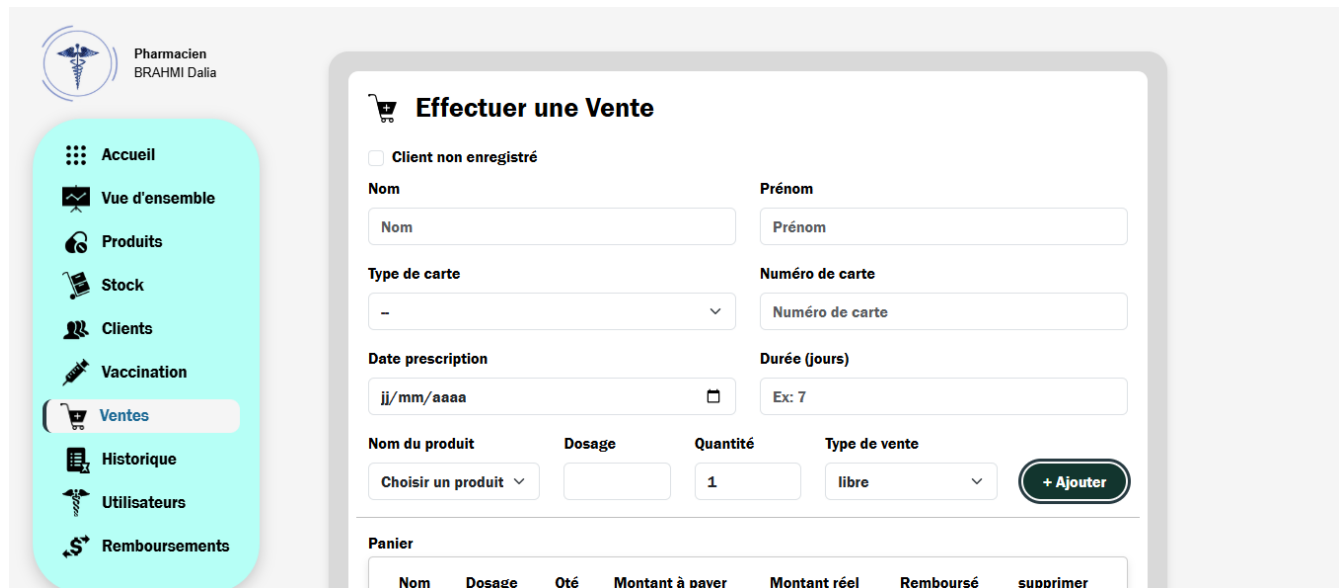 Pharmacien
BRAHMI Dalia
Accueil
Vue d'ensemble
Produits
Stock
Clients
Vaccination
Ventes
Historique
Utilisateurs
Remboursements
Effectuer une Vente
Client non enregistré
Nom Prénom
Nom Prénom
Type de carte Numéro de carte
-- Numéro de carte
Date prescription Durée (jours)
jj/mm/aaaa Ex: 7
Nom du produit Dosage Quantité Type de vente
Choisir un produit 1 libre + Ajouter
Panier
Nom Dosage Qté Montant à payer Montant réel Remboursé supprimer